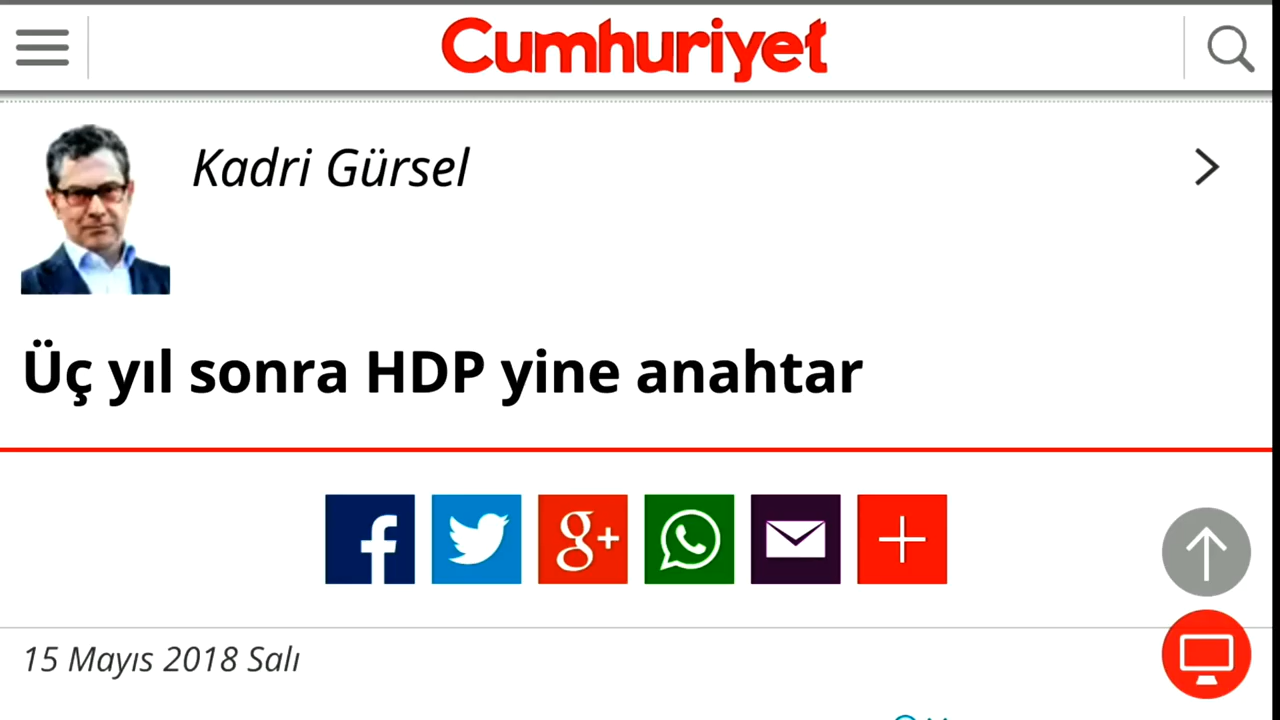 Cumhuriyet
Kadri Gürsel
Üç yıl sonra HDP yine anahtar
15 Mayıs 2018 Salı